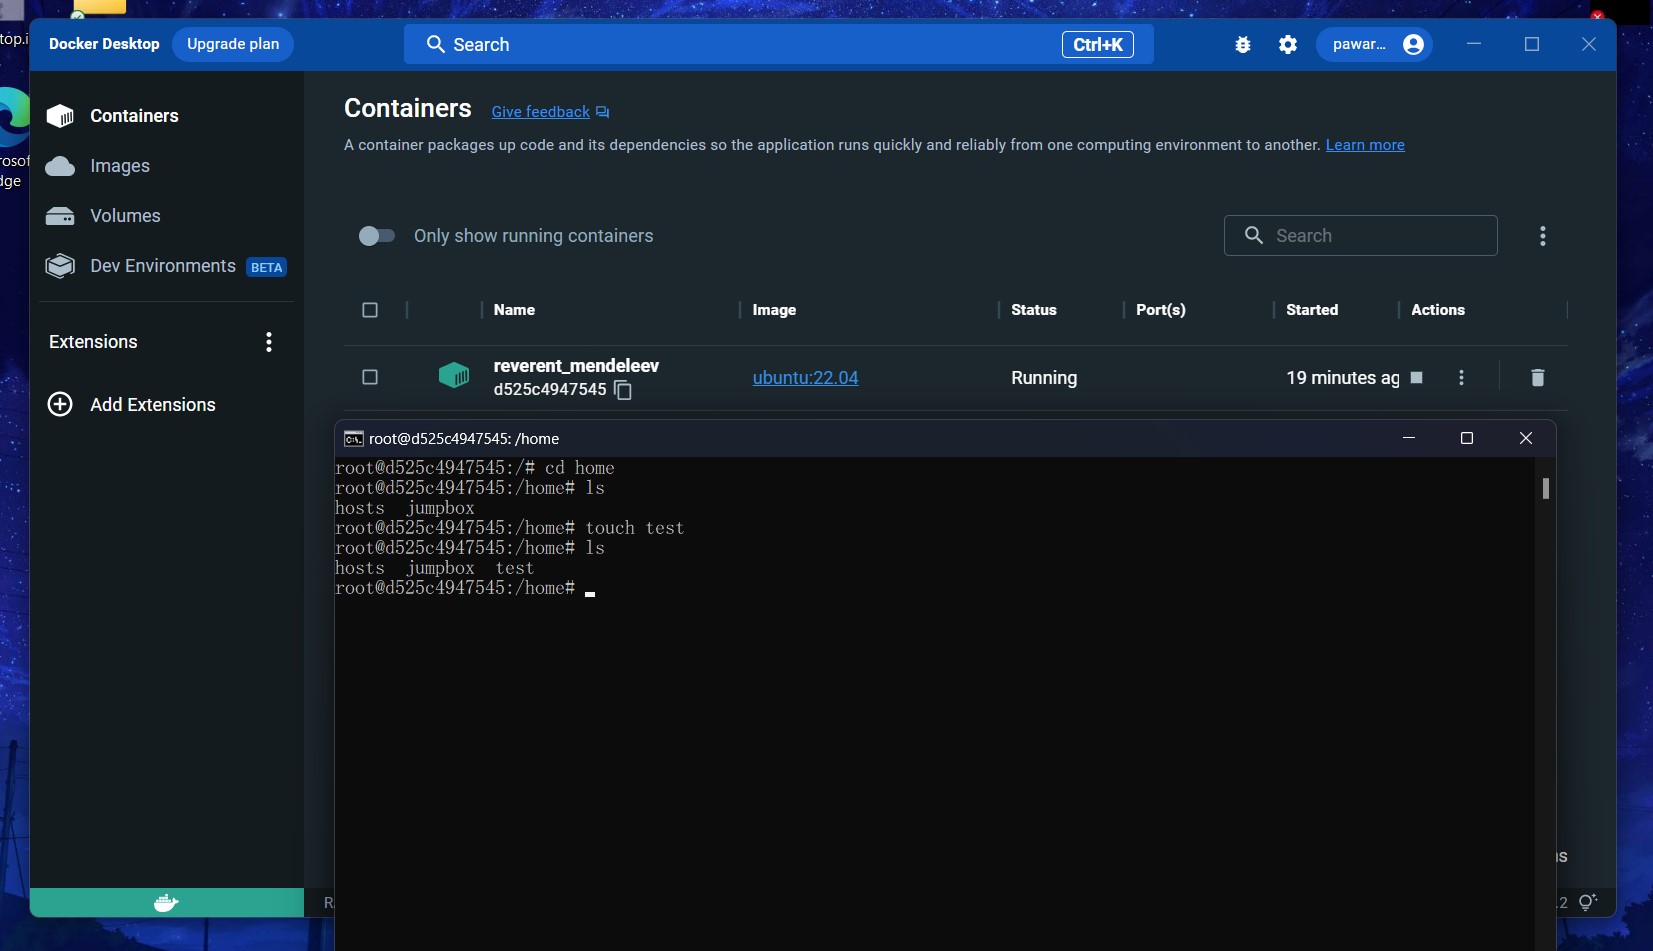 top.i
rosof
dge
Docker Desktop
Upgrade plan
Search
Ctrl+K
pawar...
Containers
Images
Volumes
Dev Environments BETA
Extensions
Add Extensions
Containers
Give feedback
A container packages up code and its dependencies so the application runs quickly and reliably from one computing environment to another. Learn more
Only show running containers
Search
Name
Image
Status
Port(s)
Started
Actions
reverent_mendeleev
d525c4947545
ubuntu:22.04
Running
19 minutes ag
root@d525c4947545: /home
root@d525c4947545:/# cd home
root@d525c4947545:/home# ls
hosts  jumpbox
root@d525c4947545:/home# touch test
root@d525c4947545:/home# ls
hosts  jumpbox  test
root@d525c4947545:/home#
R
.2